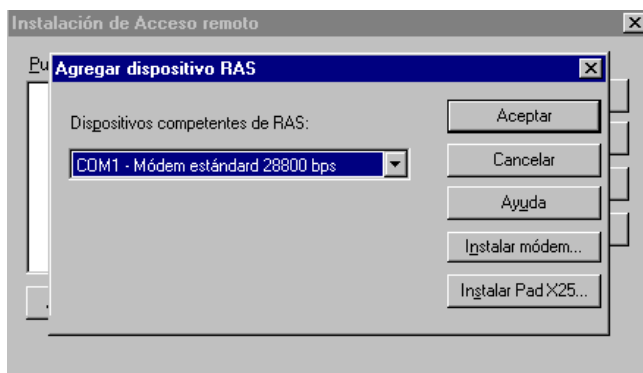 Instalación de Acceso remoto
Pu
Agregar dispositivo RAS
Dispositivos competentes de RAS:
COM1 - Módem estándard 28800 bps
Aceptar
Cancelar
Ayuda
Instalar módem...
Instalar Pad X25...